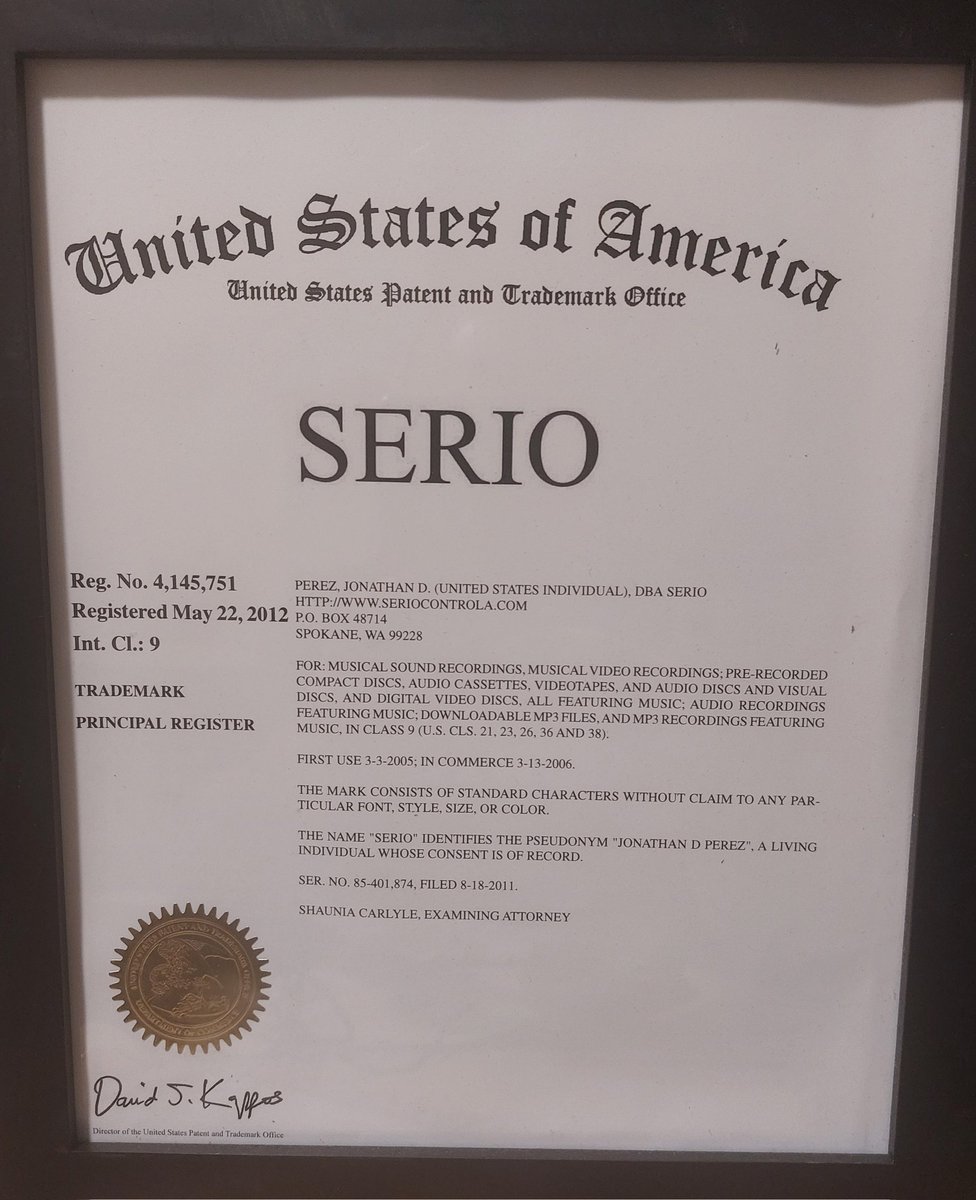 United States of America
United States Patent and Trademark Office
SERIO
Reg. No. 4,145,751
Registered May 22, 2012
Int. Cl.: 9
TRADEMARK
PRINCIPAL REGISTER
PEREZ, JONATHAN D. (UNITED STATES INDIVIDUAL), DBA SERIO
HTTP://WWW.SERIOCONTROLA.COM
P.O. BOX 48714
SPOKANE, WA 99228
FOR: MUSICAL SOUND RECORDINGS, MUSICAL VIDEO RECORDINGS; PRE-RECORDED
COMPACT DISCS, AUDIO CASSETTES, VIDEOTAPES, AND AUDIO DISCS AND VISUAL
DISCS, AND DIGITAL VIDEO DISCS, ALL FEATURING MUSIC; AUDIO RECORDINGS
FEATURING MUSIC; DOWNLOADABLE MP3 FILES, AND MP3 RECORDINGS FEATURING
MUSIC, IN CLASS 9 (U.S. CLS. 21, 23, 26, 36 AND 38).
FIRST USE 3-3-2005; IN COMMERCE 3-13-2006.
THE MARK CONSISTS OF STANDARD CHARACTERS WITHOUT CLAIM TO ANY PAR-
TICULAR FONT, STYLE, SIZE, OR COLOR.
THE NAME "SERIO" IDENTIFIES THE PSEUDONYM "JONATHAN D PEREZ", A LIVING
INDIVIDUAL WHOSE CONSENT IS OF RECORD.
SER. NO. 85-401,874, FILED 8-18-2011.
SHAUNIA CARLYLE, EXAMINING ATTORNEY
David J. Kappos
Director of the United States Patent and Trademark Office